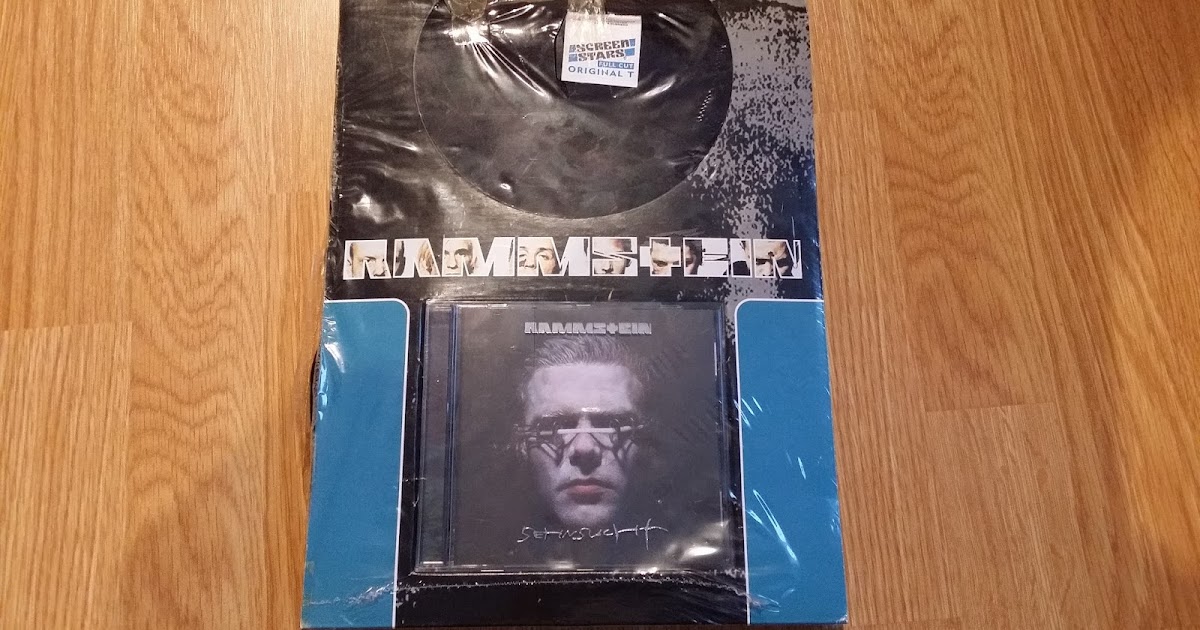 SCREEN
STARS
FULL CUT
ORIGINAL T
RAMMSTEIN
RAMMSTEIN
SEHNSUCHT